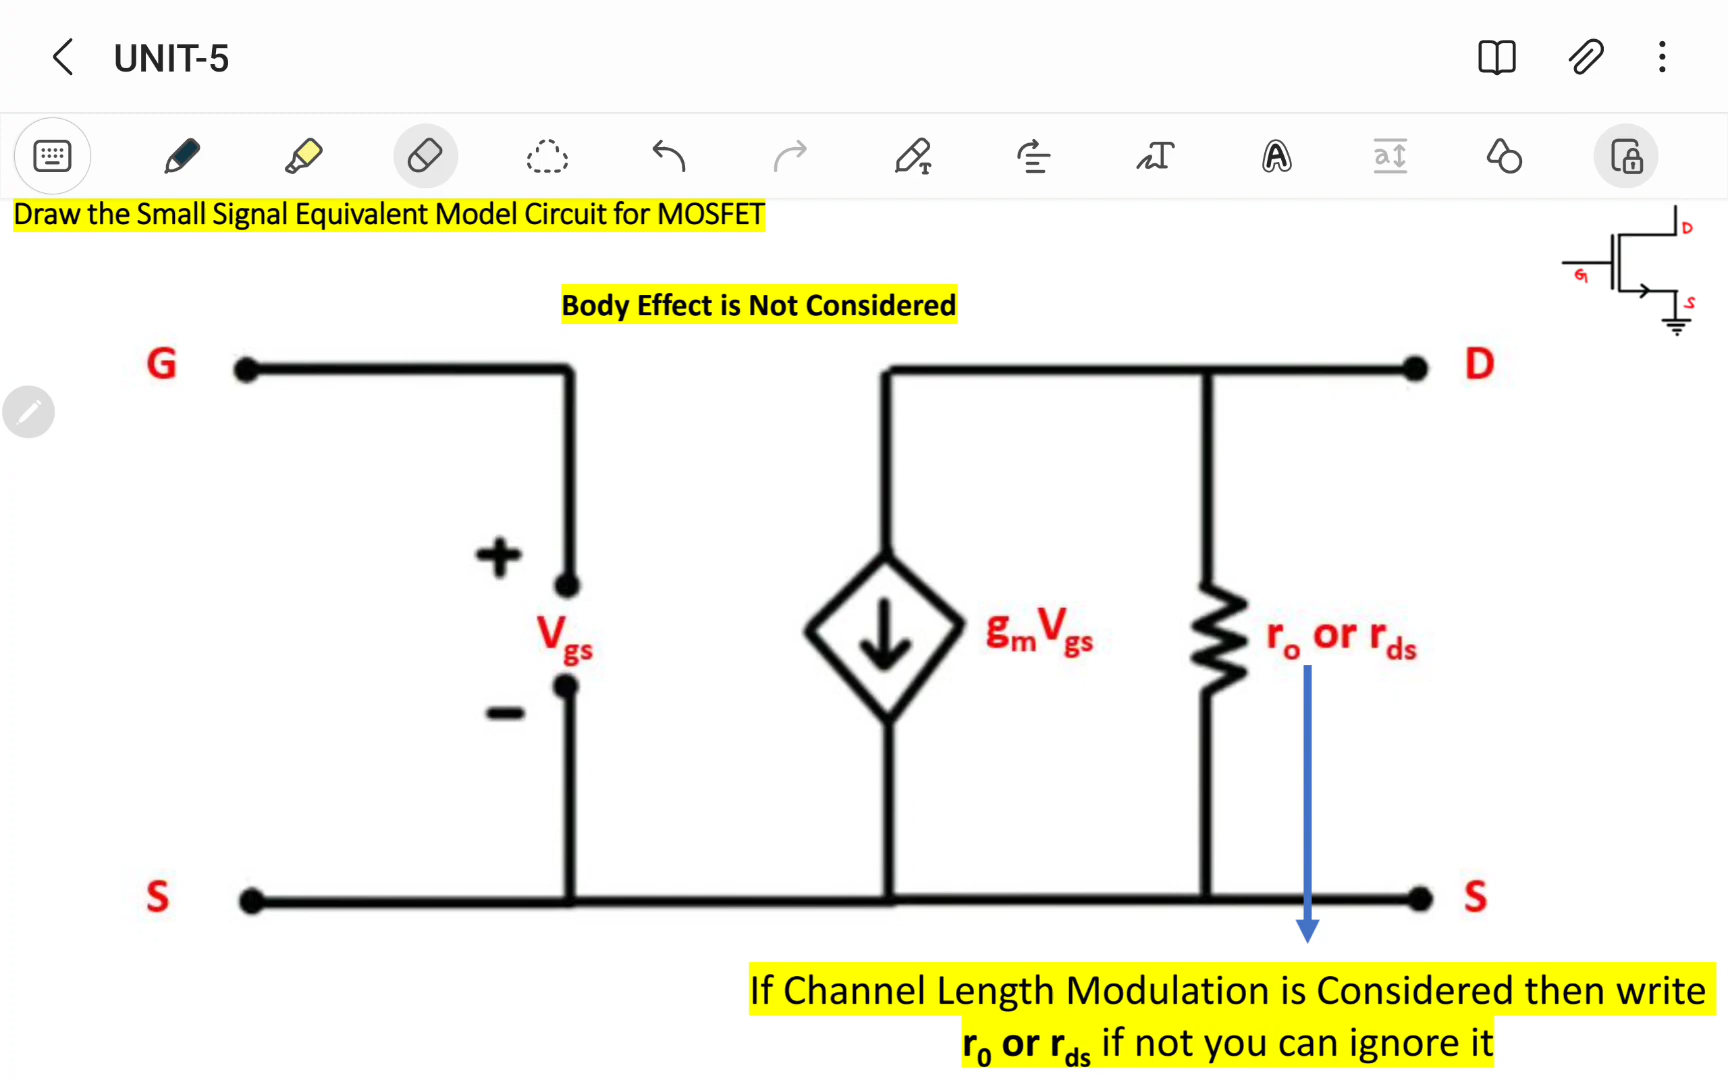 UNIT-5
Draw the Small Signal Equivalent Model Circuit for MOSFET
D
G
S
Body Effect is Not Considered
G
D
+
Vgs
-
gmVgs
ro or rds
S
S
If Channel Length Modulation is Considered then write
r0 or rds if not you can ignore it